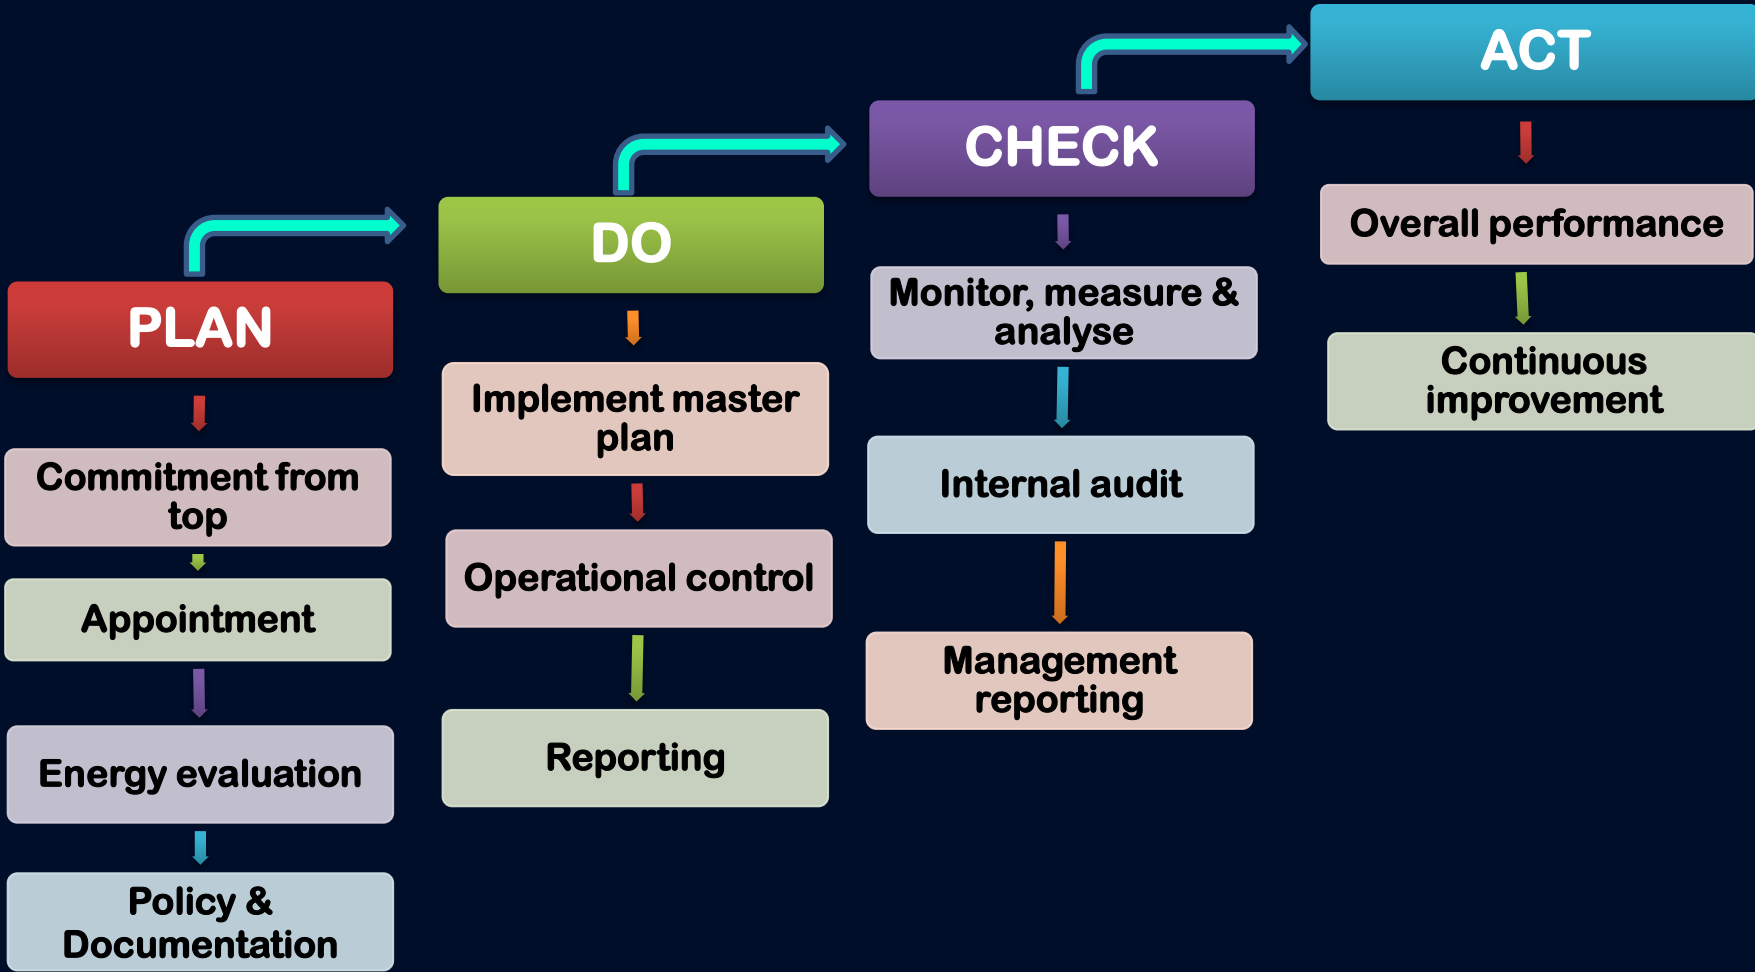 PLAN
Commitment from
top
Appointment
Energy evaluation
Policy &
Documentation
DO
Implement master
plan
Operational control
Reporting
CHECK
Monitor, measure &
analyse
Internal audit
Management
reporting
ACT
Overall performance
Continuous
improvement